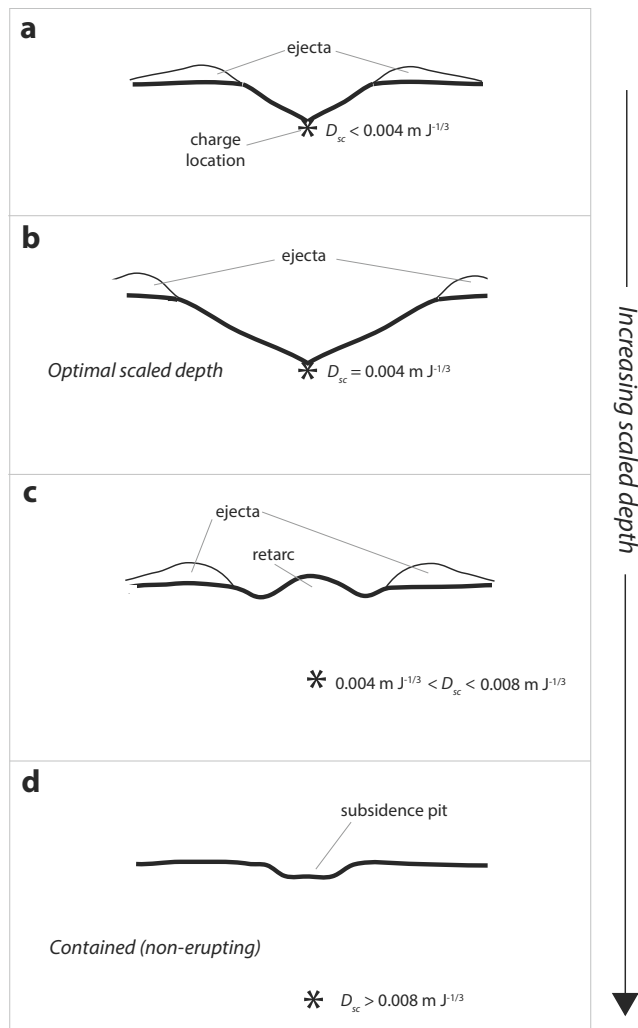 a
ejecta
charge
location
D_sc < 0.004 m J^-1/3
b
ejecta
Optimal scaled depth
D_sc = 0.004 m J^-1/3
c
ejecta
retarc
0.004 m J^-1/3 < D_sc < 0.008 m J^-1/3
d
subsidence pit
Contained (non-erupting)
D_sc > 0.008 m J^-1/3
Increasing scaled depth